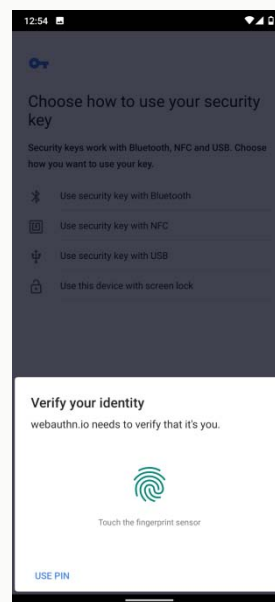 12:54
Choose how to use your security
key
Security keys work with Bluetooth, NFC and USB. Choose
how you want to use your key.
Use security key with Bluetooth
Use security key with NFC
Use security key with USB
Use this device with screen lock
Verify your identity
webauthn.io needs to verify that it's you.
Touch the fingerprint sensor
USE PIN